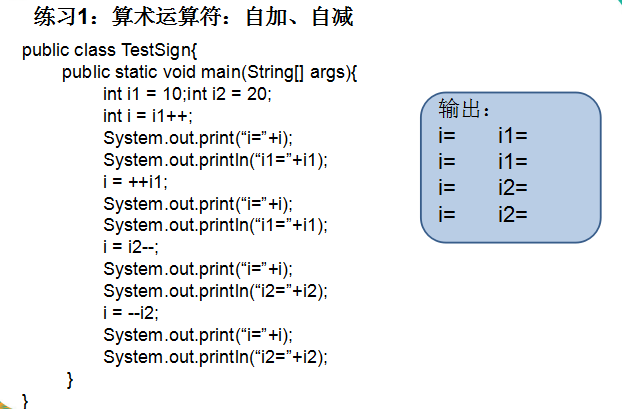 练习1：算术运算符：自加、自减
public class TestSign{
public static void main(String[] args){
int i1 = 10;int i2 = 20;
int i = i1++;
System.out.print(“i=”+i);
System.out.println(“i1=”+i1);
i = ++i1;
System.out.print(“i=”+i);
System.out.println(“i1=”+i1);
i = i2--;
System.out.print(“i=”+i);
System.out.println(“i2=”+i2);
i = --i2;
System.out.print(“i=”+i);
System.out.println(“i2=”+i2);
}
}
输出：
i= i1=
i= i1=
i= i2=
i= i2=